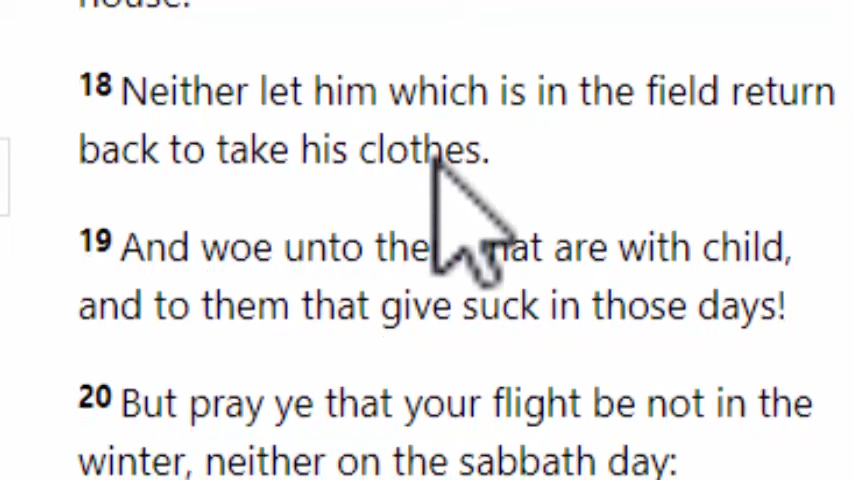 house.
18 Neither let him which is in the field return
back to take his clothes.
19 And woe unto that are with child,
and to them that give suck in those days!
20 But pray ye that your flight be not in the
winter, neither on the sabbath day: